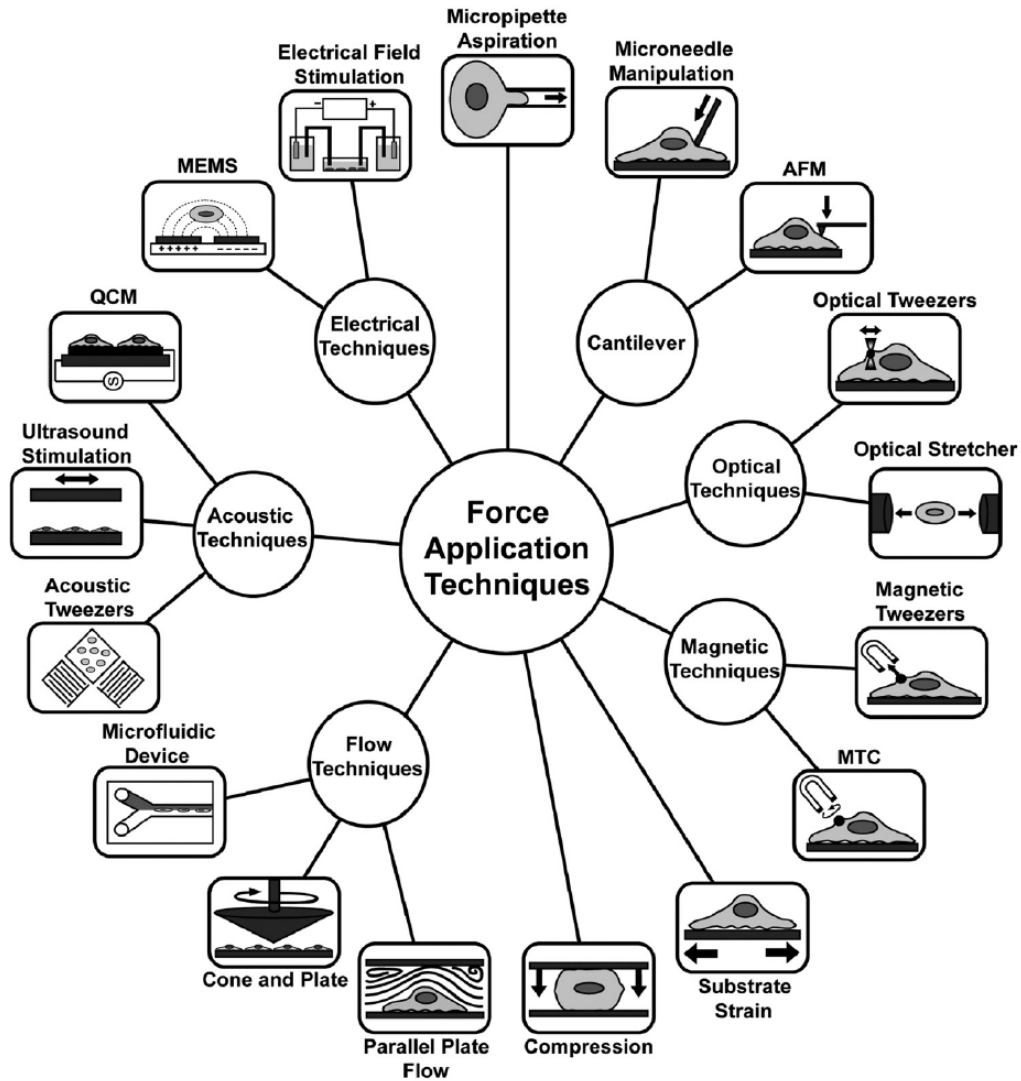 Micropipette
Aspiration
Electrical Field
Stimulation
Microneedle
Manipulation
MEMS
AFM
QCM
Electrical
Techniques
Cantilever
Optical Tweezers
Ultrasound
Stimulation
Optical Stretcher
Optical
Techniques
Acoustic
Techniques
Force
Application
Techniques
Acoustic
Tweezers
Magnetic
Tweezers
Magnetic
Techniques
Microfluidic
Device
Flow
Techniques
MTC
Cone and Plate
Parallel Plate
Flow
Compression
Substrate
Strain
- +
+ + + + + - - - - -
S